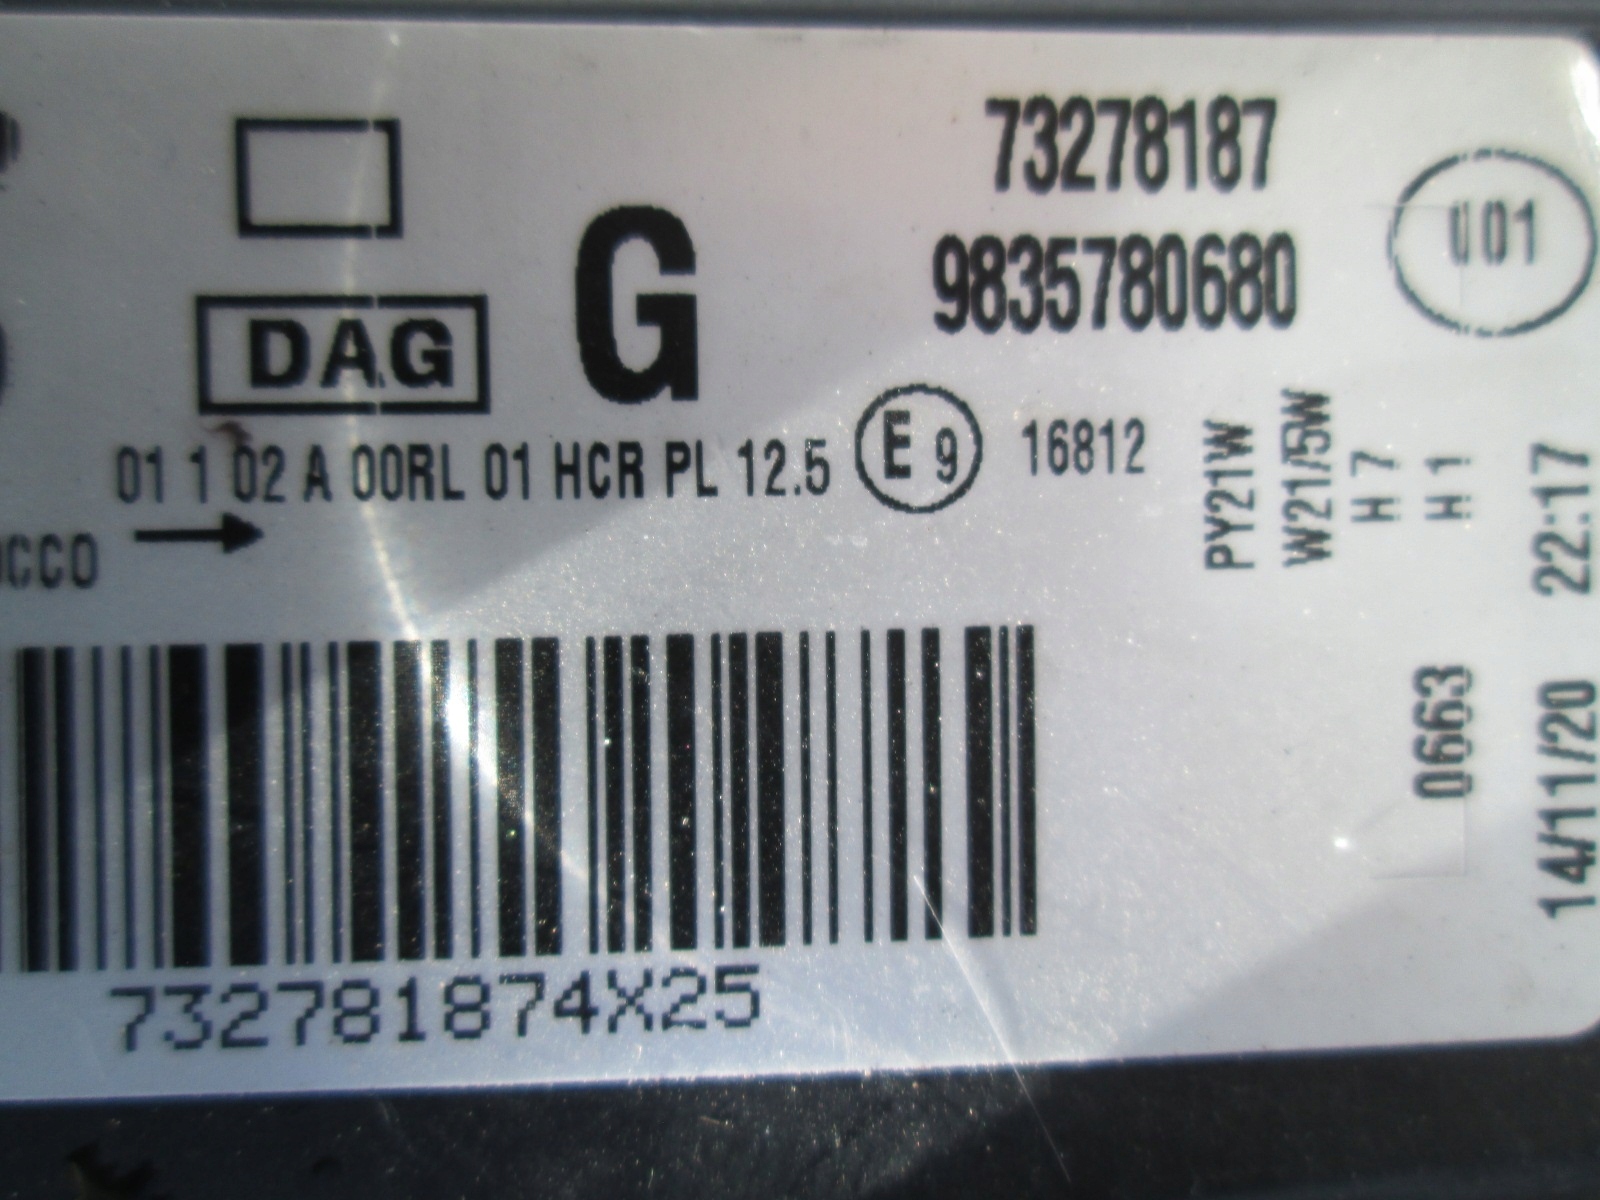 73278187
G
9835780680
U01
DAG
01 1 02 A 00RL 01 HCR PL 12.5 E 9 16812
OCCO
PY21W
W21/5W
H7
H1
22:17
0663
14/11/20
732781874X25